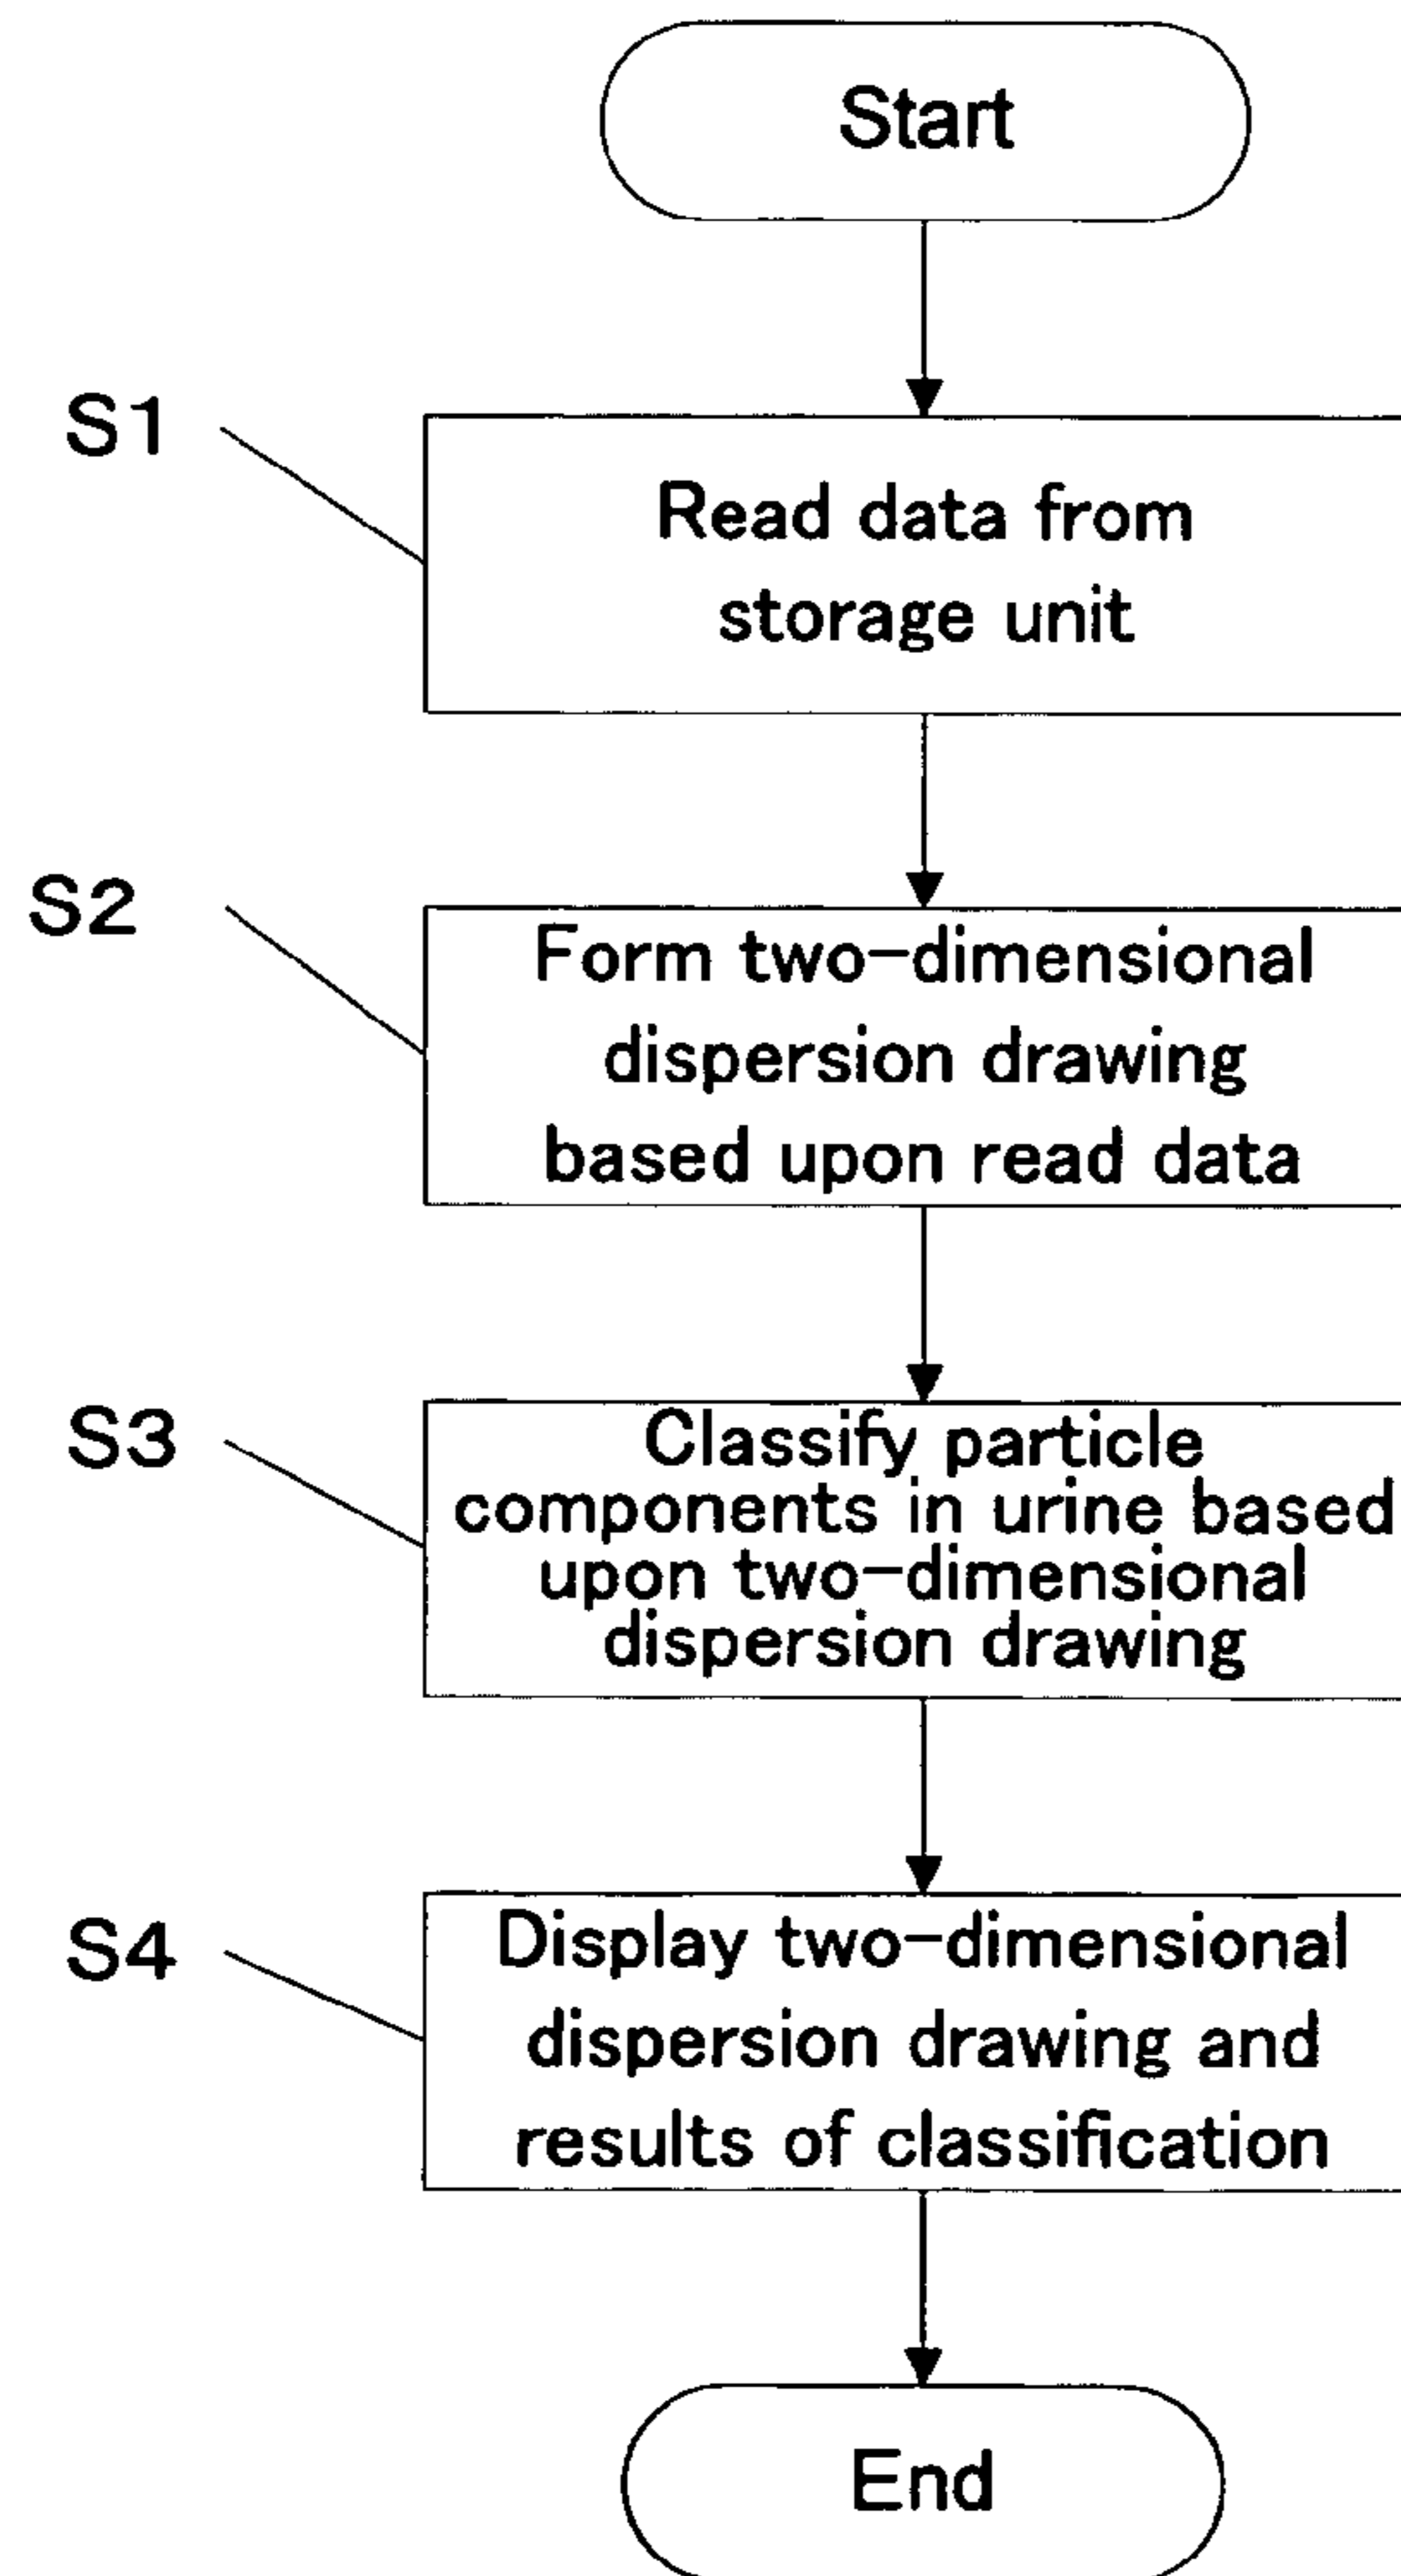 Start
S1
Read data from
storage unit
S2
Form two-dimensional
dispersion drawing
based upon read data
S3
Classify particle
components in urine based
upon two-dimensional
dispersion drawing
S4
Display two-dimensional
dispersion drawing and
results of classification
End